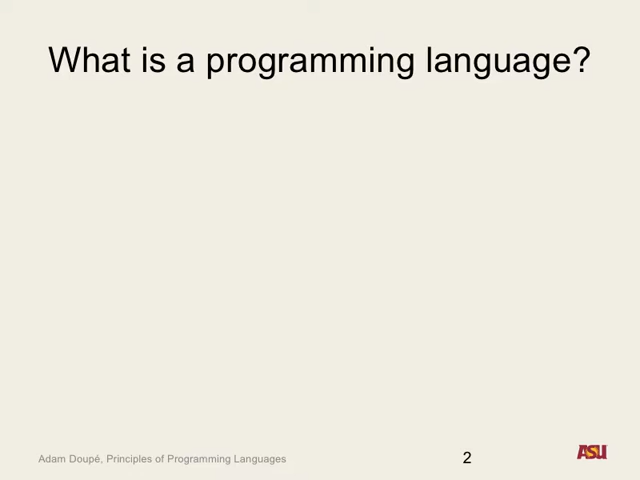 What is a programming language?
Adam Doupé, Principles of Programming Languages
2
ASU